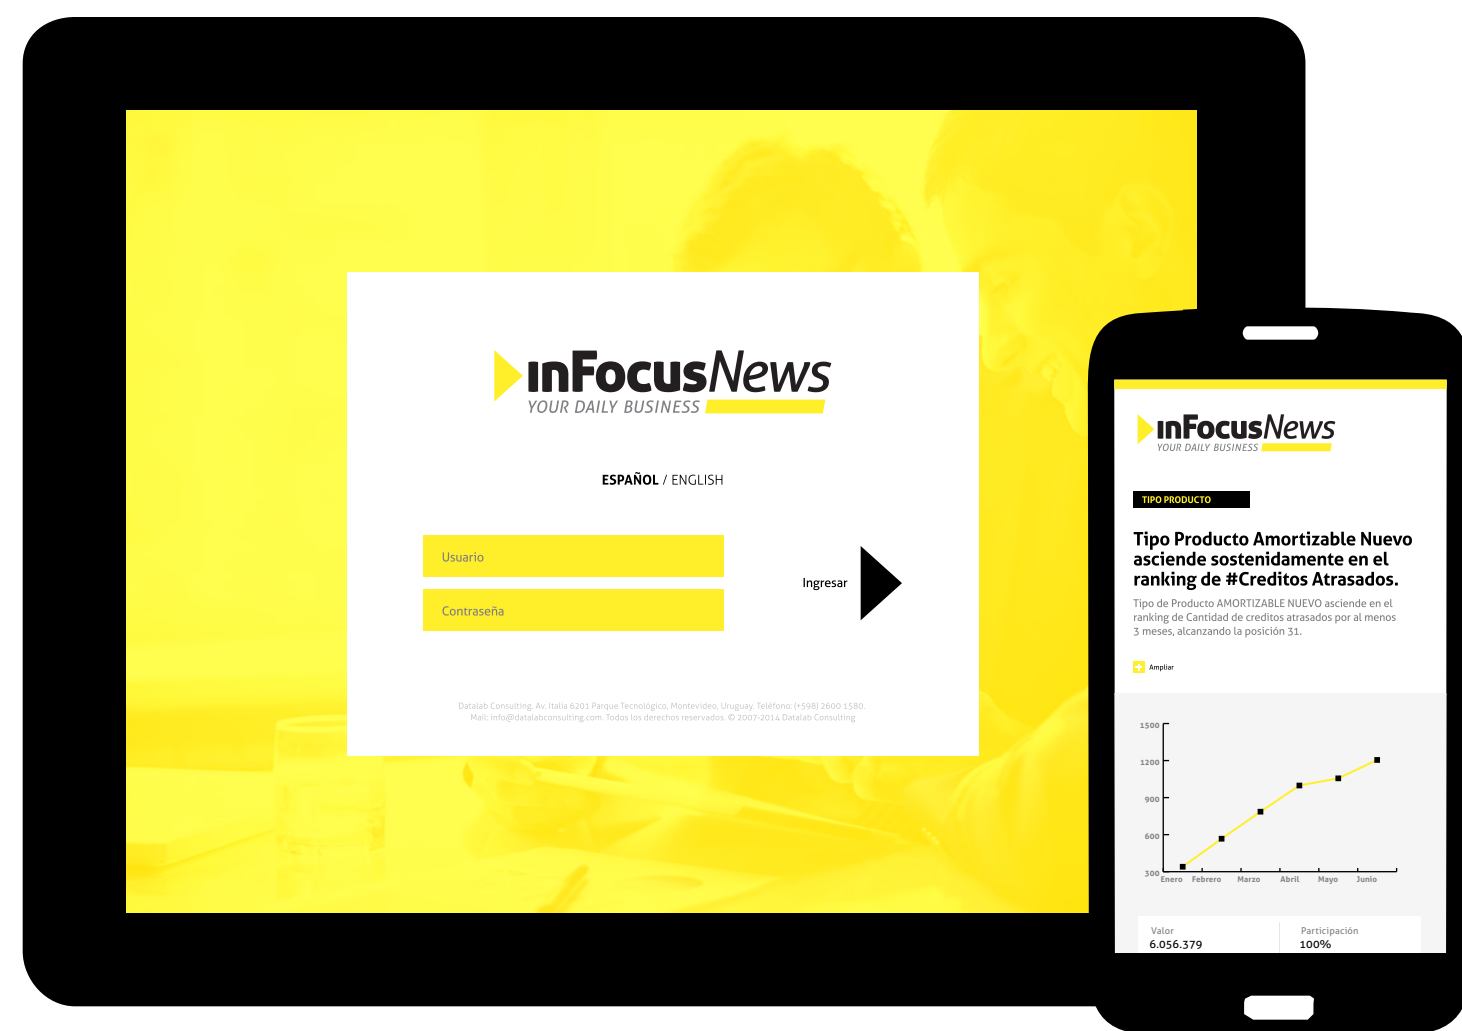 inFocusNews
YOUR DAILY BUSINESS
ESPAÑOL / ENGLISH
Usuario
Contraseña
Ingresar
Datalab Consulting. Av. Italia 6201 Parque Tecnológico, Montevideo, Uruguay. Teléfono: (+598) 2600 1580.
Mail: info@datalabconsulting.com. Todos los derechos reservados. © 2007-2014 Datalab Consulting
inFocusNews
YOUR DAILY BUSINESS
TIPO PRODUCTO
Tipo Producto Amortizable Nuevo
asciende sostenidamente en el
ranking de #Creditos Atrasados.
Tipo de Producto AMORTIZABLE NUEVO asciende en el
ranking de Cantidad de creditos atrasados por al menos
3 meses, alcanzando la posición 31.
Ampliar
1500
1200
900
600
300
Enero Febrero Marzo Abril Mayo Junio
Valor Participación
6.056.379 100%